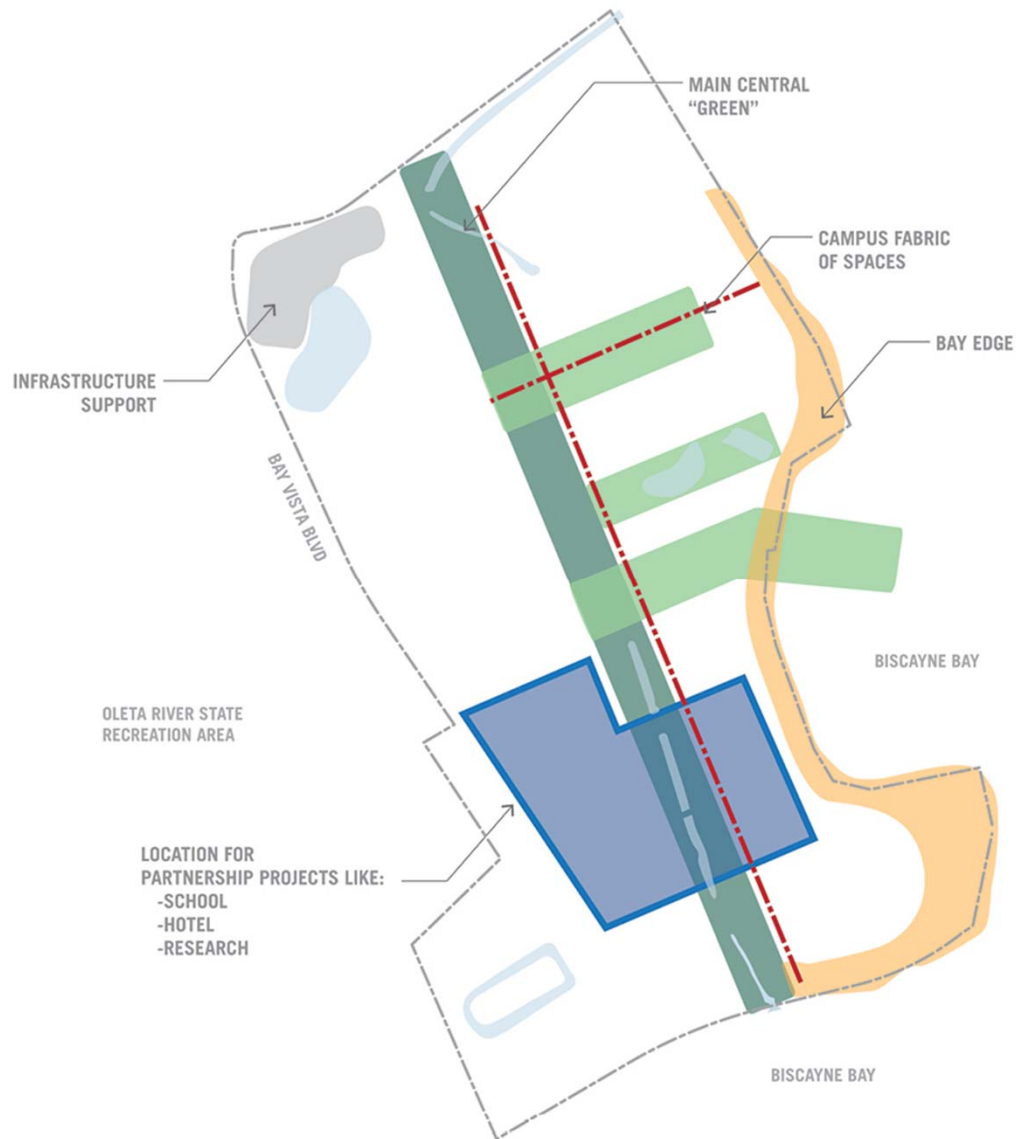 MAIN CENTRAL
“GREEN”
CAMPUS FABRIC
OF SPACES
BAY EDGE
INFRASTRUCTURE
SUPPORT
BAY VISTA BLVD
BISCAYNE BAY
OLETA RIVER STATE
RECREATION AREA
LOCATION FOR
PARTNERSHIP PROJECTS LIKE:
-SCHOOL
-HOTEL
-RESEARCH
BISCAYNE BAY